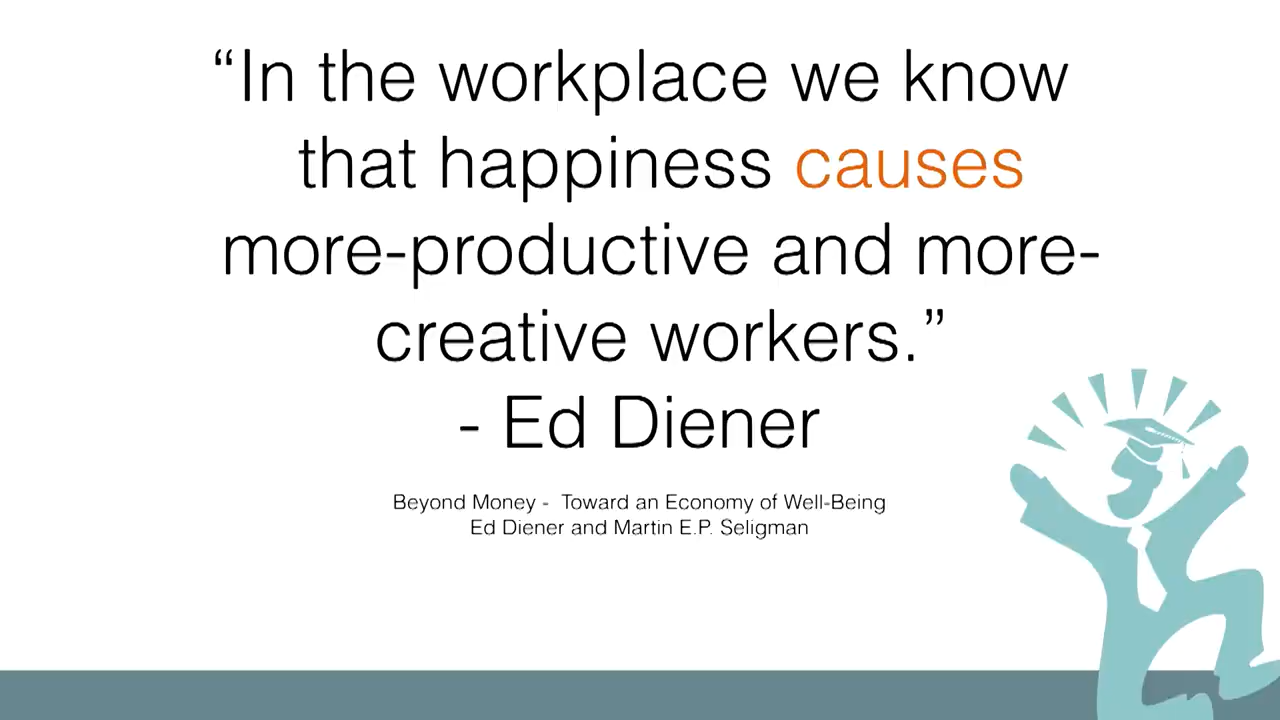 “In the workplace we know
that happiness causes
more-productive and more-
creative workers.”
- Ed Diener
Beyond Money -  Toward an Economy of Well-Being
Ed Diener and Martin E.P. Seligman